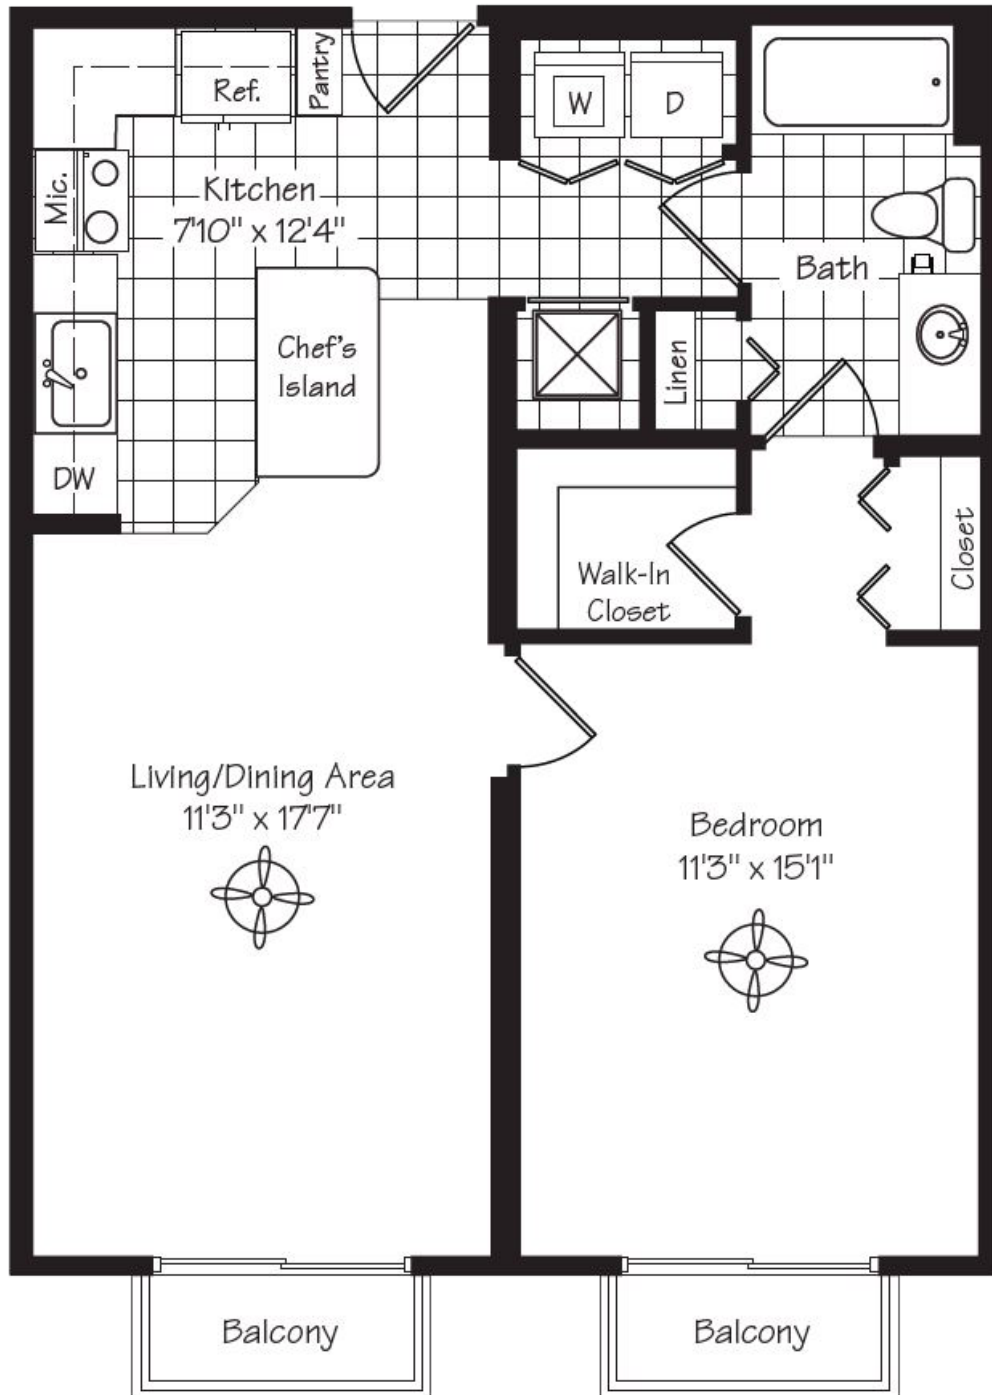 Ref.
Pantry
W
D
Mic.
Kitchen
7'10" x 12'4"
Bath
Chef's
Island
Linen
DW
Walk-In
Closet
Closet
Living/Dining Area
11'3" x 17'7"
Bedroom
11'3" x 15'1"
Balcony
Balcony